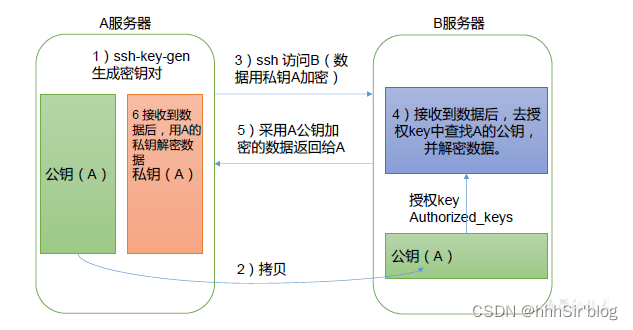 A服务器
B服务器
1）ssh-key-gen
生成密钥对
3）ssh 访问B（数
据用私钥A加密）
6 接收到数
据后，用A的
私钥解密数
据
私钥（A）
公钥（A）
4）接收到数据后，去授
权key中查找A的公钥，
并解密数据。
5）采用A公钥加
密的数据返回给A
授权key
Authorized_keys
公钥（A）
2）拷贝
CSDN @hhhSir'blog